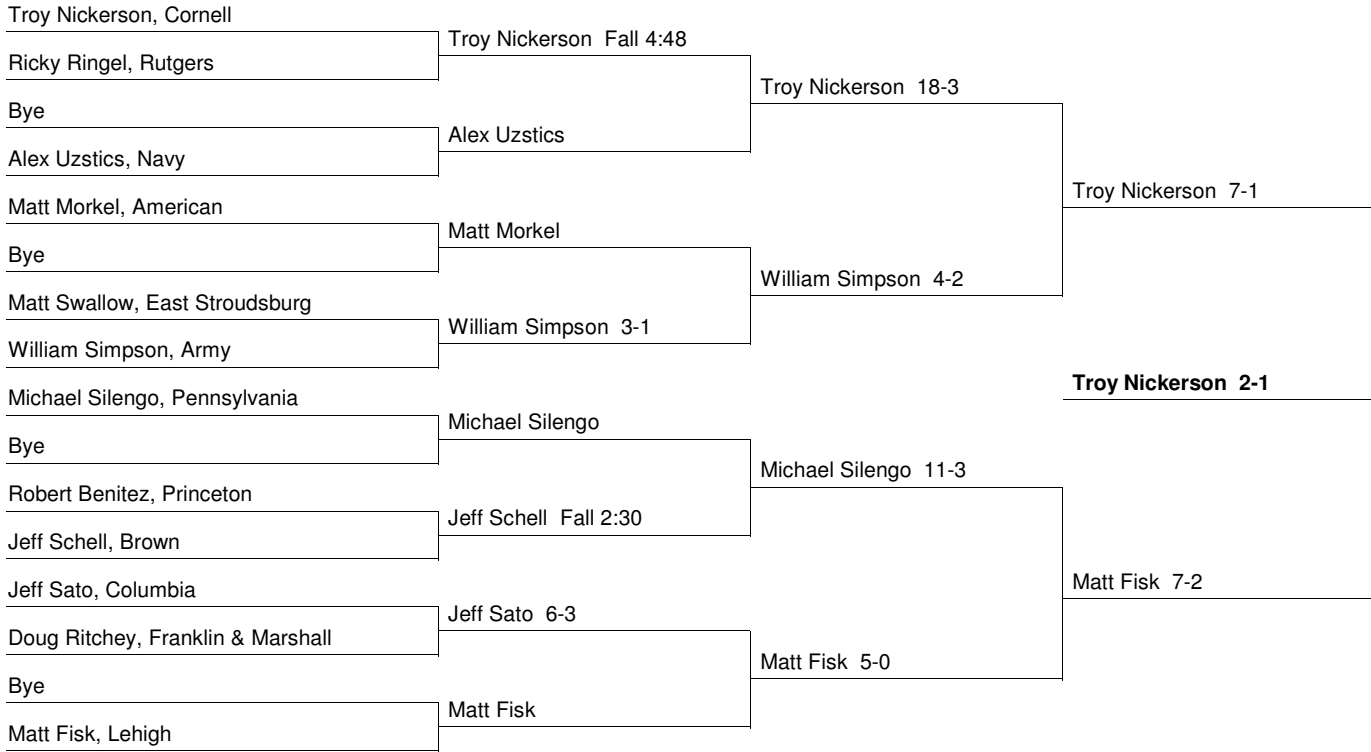 Troy Nickerson, Cornell
Ricky Ringel, Rutgers
Bye
Alex Uzstics, Navy
Matt Morkel, American
Bye
Matt Swallow, East Stroudsburg
William Simpson, Army
Michael Silengo, Pennsylvania
Bye
Robert Benitez, Princeton
Jeff Schell, Brown
Jeff Sato, Columbia
Doug Ritchey, Franklin & Marshall
Bye
Matt Fisk, Lehigh
Troy Nickerson Fall 4:48
Alex Uzstics
Matt Morkel
William Simpson 3-1
Michael Silengo
Jeff Schell Fall 2:30
Jeff Sato 6-3
Matt Fisk
Troy Nickerson 18-3
William Simpson 4-2
Michael Silengo 11-3
Matt Fisk 5-0
Troy Nickerson 7-1
Troy Nickerson 2-1
Matt Fisk 7-2